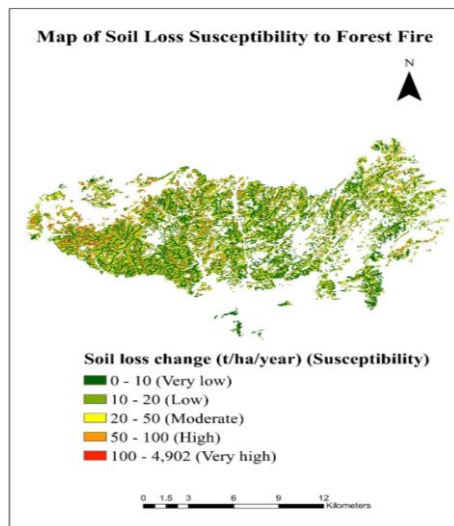 Map of Soil Loss Susceptibility to Forest Fire
N
Soil loss change (t/ha/year) (Susceptibility)
0 - 10 (Very low)
10 - 20 (Low)
20 - 50 (Moderate)
50 - 100 (High)
100 - 4,902 (Very high)
0 1.5 3 6 9 12
Kilometers